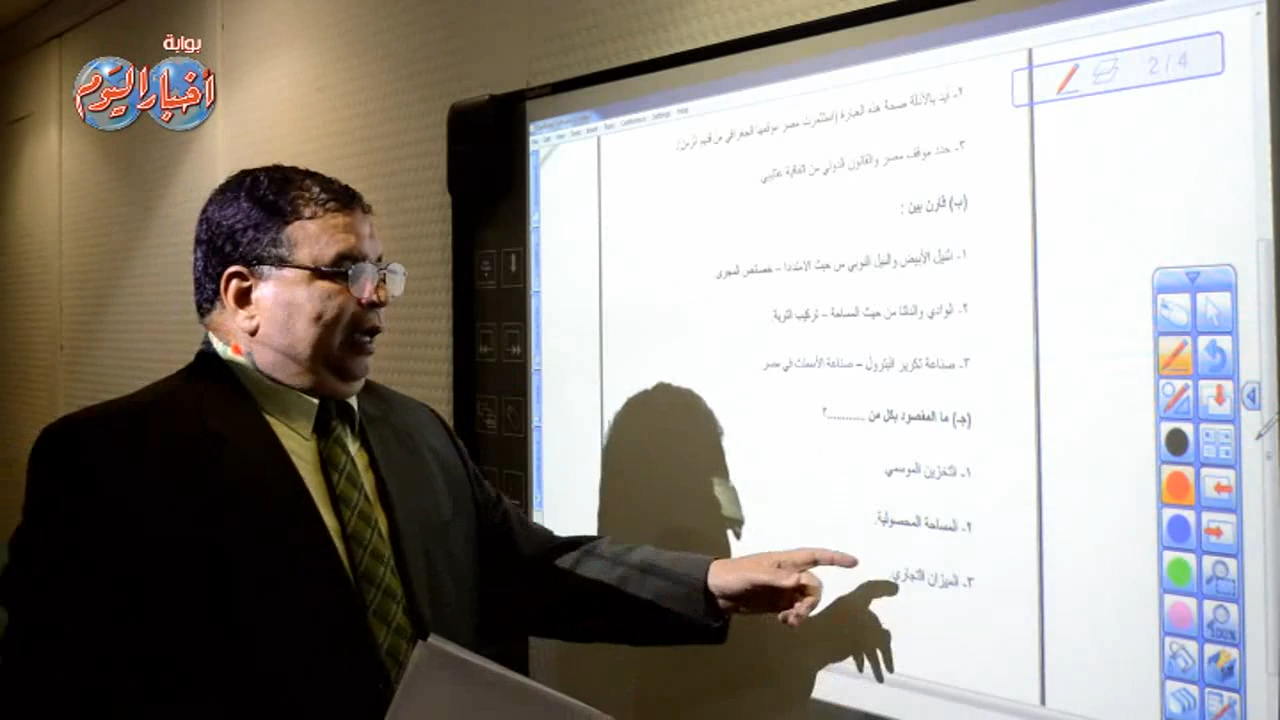 بوابة
أخبار اليوم
2/4
٢- أيد بالأدلة صحة هذه العبارة (استثمرت مصر موقعها الجغرافي من قديم الزمن).
٣- حدد موقف مصر والقانون الدولي من اتفاقية عنتيبي
(ب) قارن بين :
١- النيل الأبيض والنيل النوبي من حيث الامتداد - خصائص المجرى
٢- الوادي والدلتا من حيث المساحة – تركيب التربة
٣- صناعة تكرير البترول – صناعة الأسمنت في مصر
(جـ) ما المقصود بكل من ...........؟
١- التخزين الموسمي
٢- المساحة المحصولية.
٣- الميزان التجاري.
100%